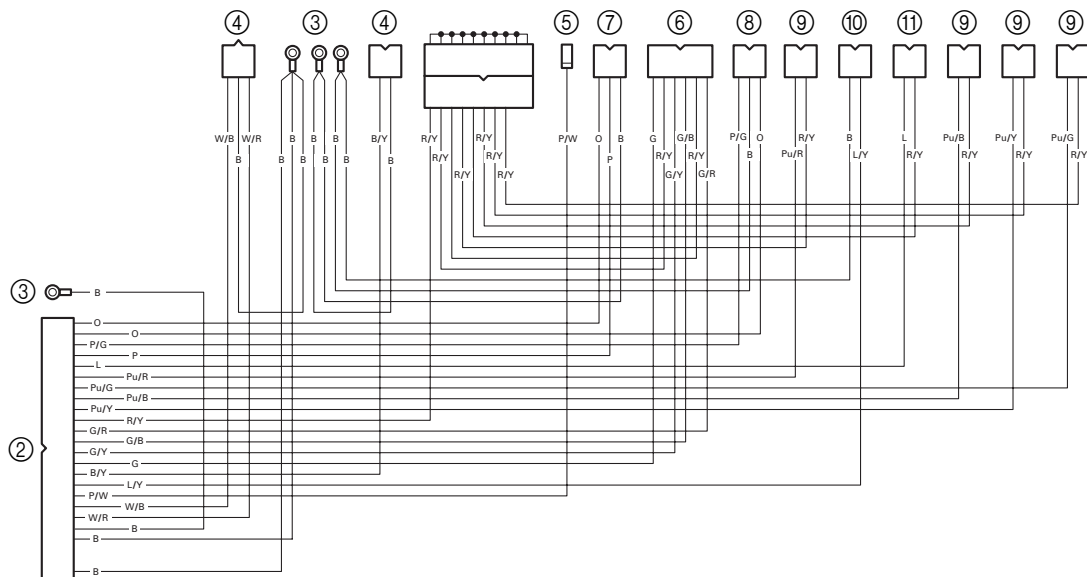 ④ ③ ④ ⑤ ⑦ ⑥ ⑧ ⑨ ⑩ ⑪ ⑨ ⑨ ⑨
W/B W/R B B B B/Y R/Y R/Y P/W O B G G/B P/G O R/Y B L Pu/B Pu/Y Pu/G
B B B B B B R/Y R/Y P R/Y R/Y B Pu/R L/Y R/Y R/Y R/Y R/Y
R/Y R/Y G/Y G/R
③ B
O
O
P/G
P
L
Pu/R
Pu/G
Pu/B
Pu/Y
R/Y
G/R
G/B
② G/Y
G
B/Y
L/Y
P/W
W/B
W/R
B
B
B